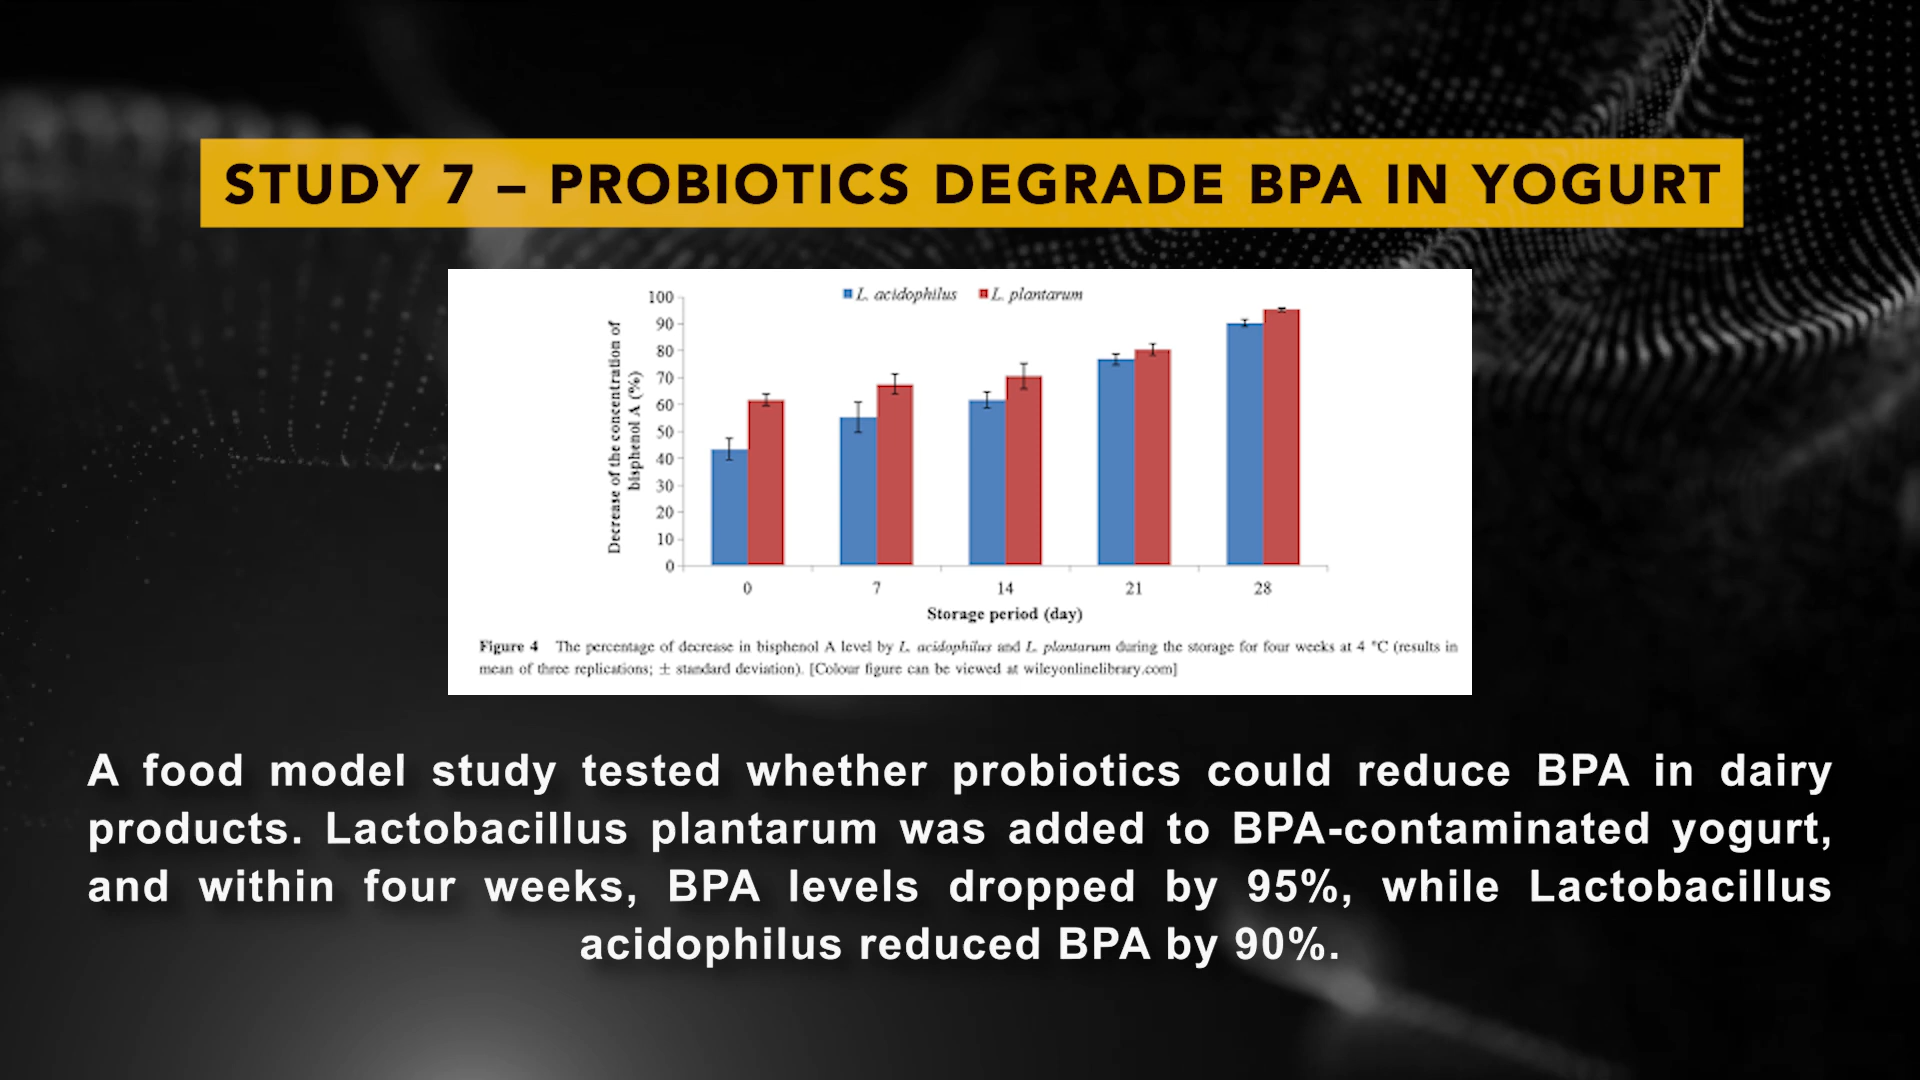 STUDY 7 – PROBIOTICS DEGRADE BPA IN YOGURT
L. acidophilus L. plantarum
Decrease of the concentration of
bisphenol A (%)
100
90
80
70
60
50
40
30
20
10
0
0 7 14 21 28
Storage period (day)
Figure 4 The percentage of decrease in bisphenol A level by L. acidophilus and L. plantarum during the storage for four weeks at 4 °C (results in
mean of three replications; ± standard deviation). [Colour figure can be viewed at wileyonlinelibrary.com]
A food model study tested whether probiotics could reduce BPA in dairy
products. Lactobacillus plantarum was added to BPA-contaminated yogurt,
and within four weeks, BPA levels dropped by 95%, while Lactobacillus
acidophilus reduced BPA by 90%.